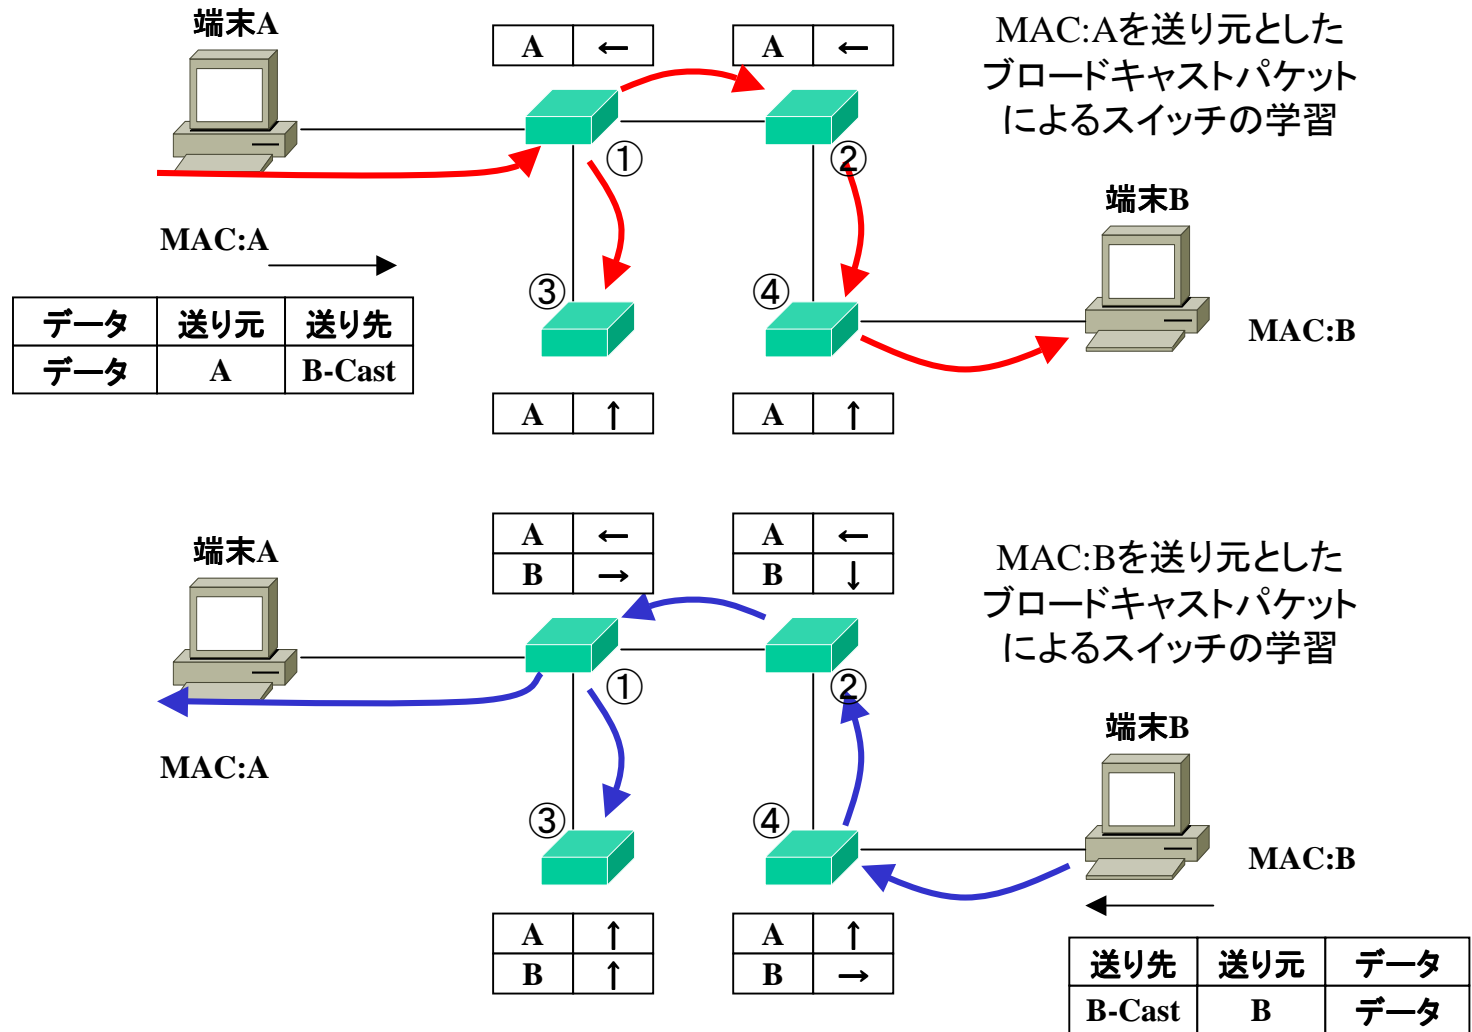 端末A
A ←
A ←
MAC:Aを送り元とした
ブロードキャストパケット
によるスイッチの学習
①
②
端末B
MAC:A
③
④
MAC:B
データ 送り元 送り先
データ A B-Cast
A ↑
A ↑
端末A
A ←
B →
A ←
B ↓
MAC:Bを送り元とした
ブロードキャストパケット
によるスイッチの学習
①
②
端末B
MAC:A
③
④
MAC:B
A ↑
B ↑
A ↑
B →
送り先 送り元 データ
B-Cast B データ